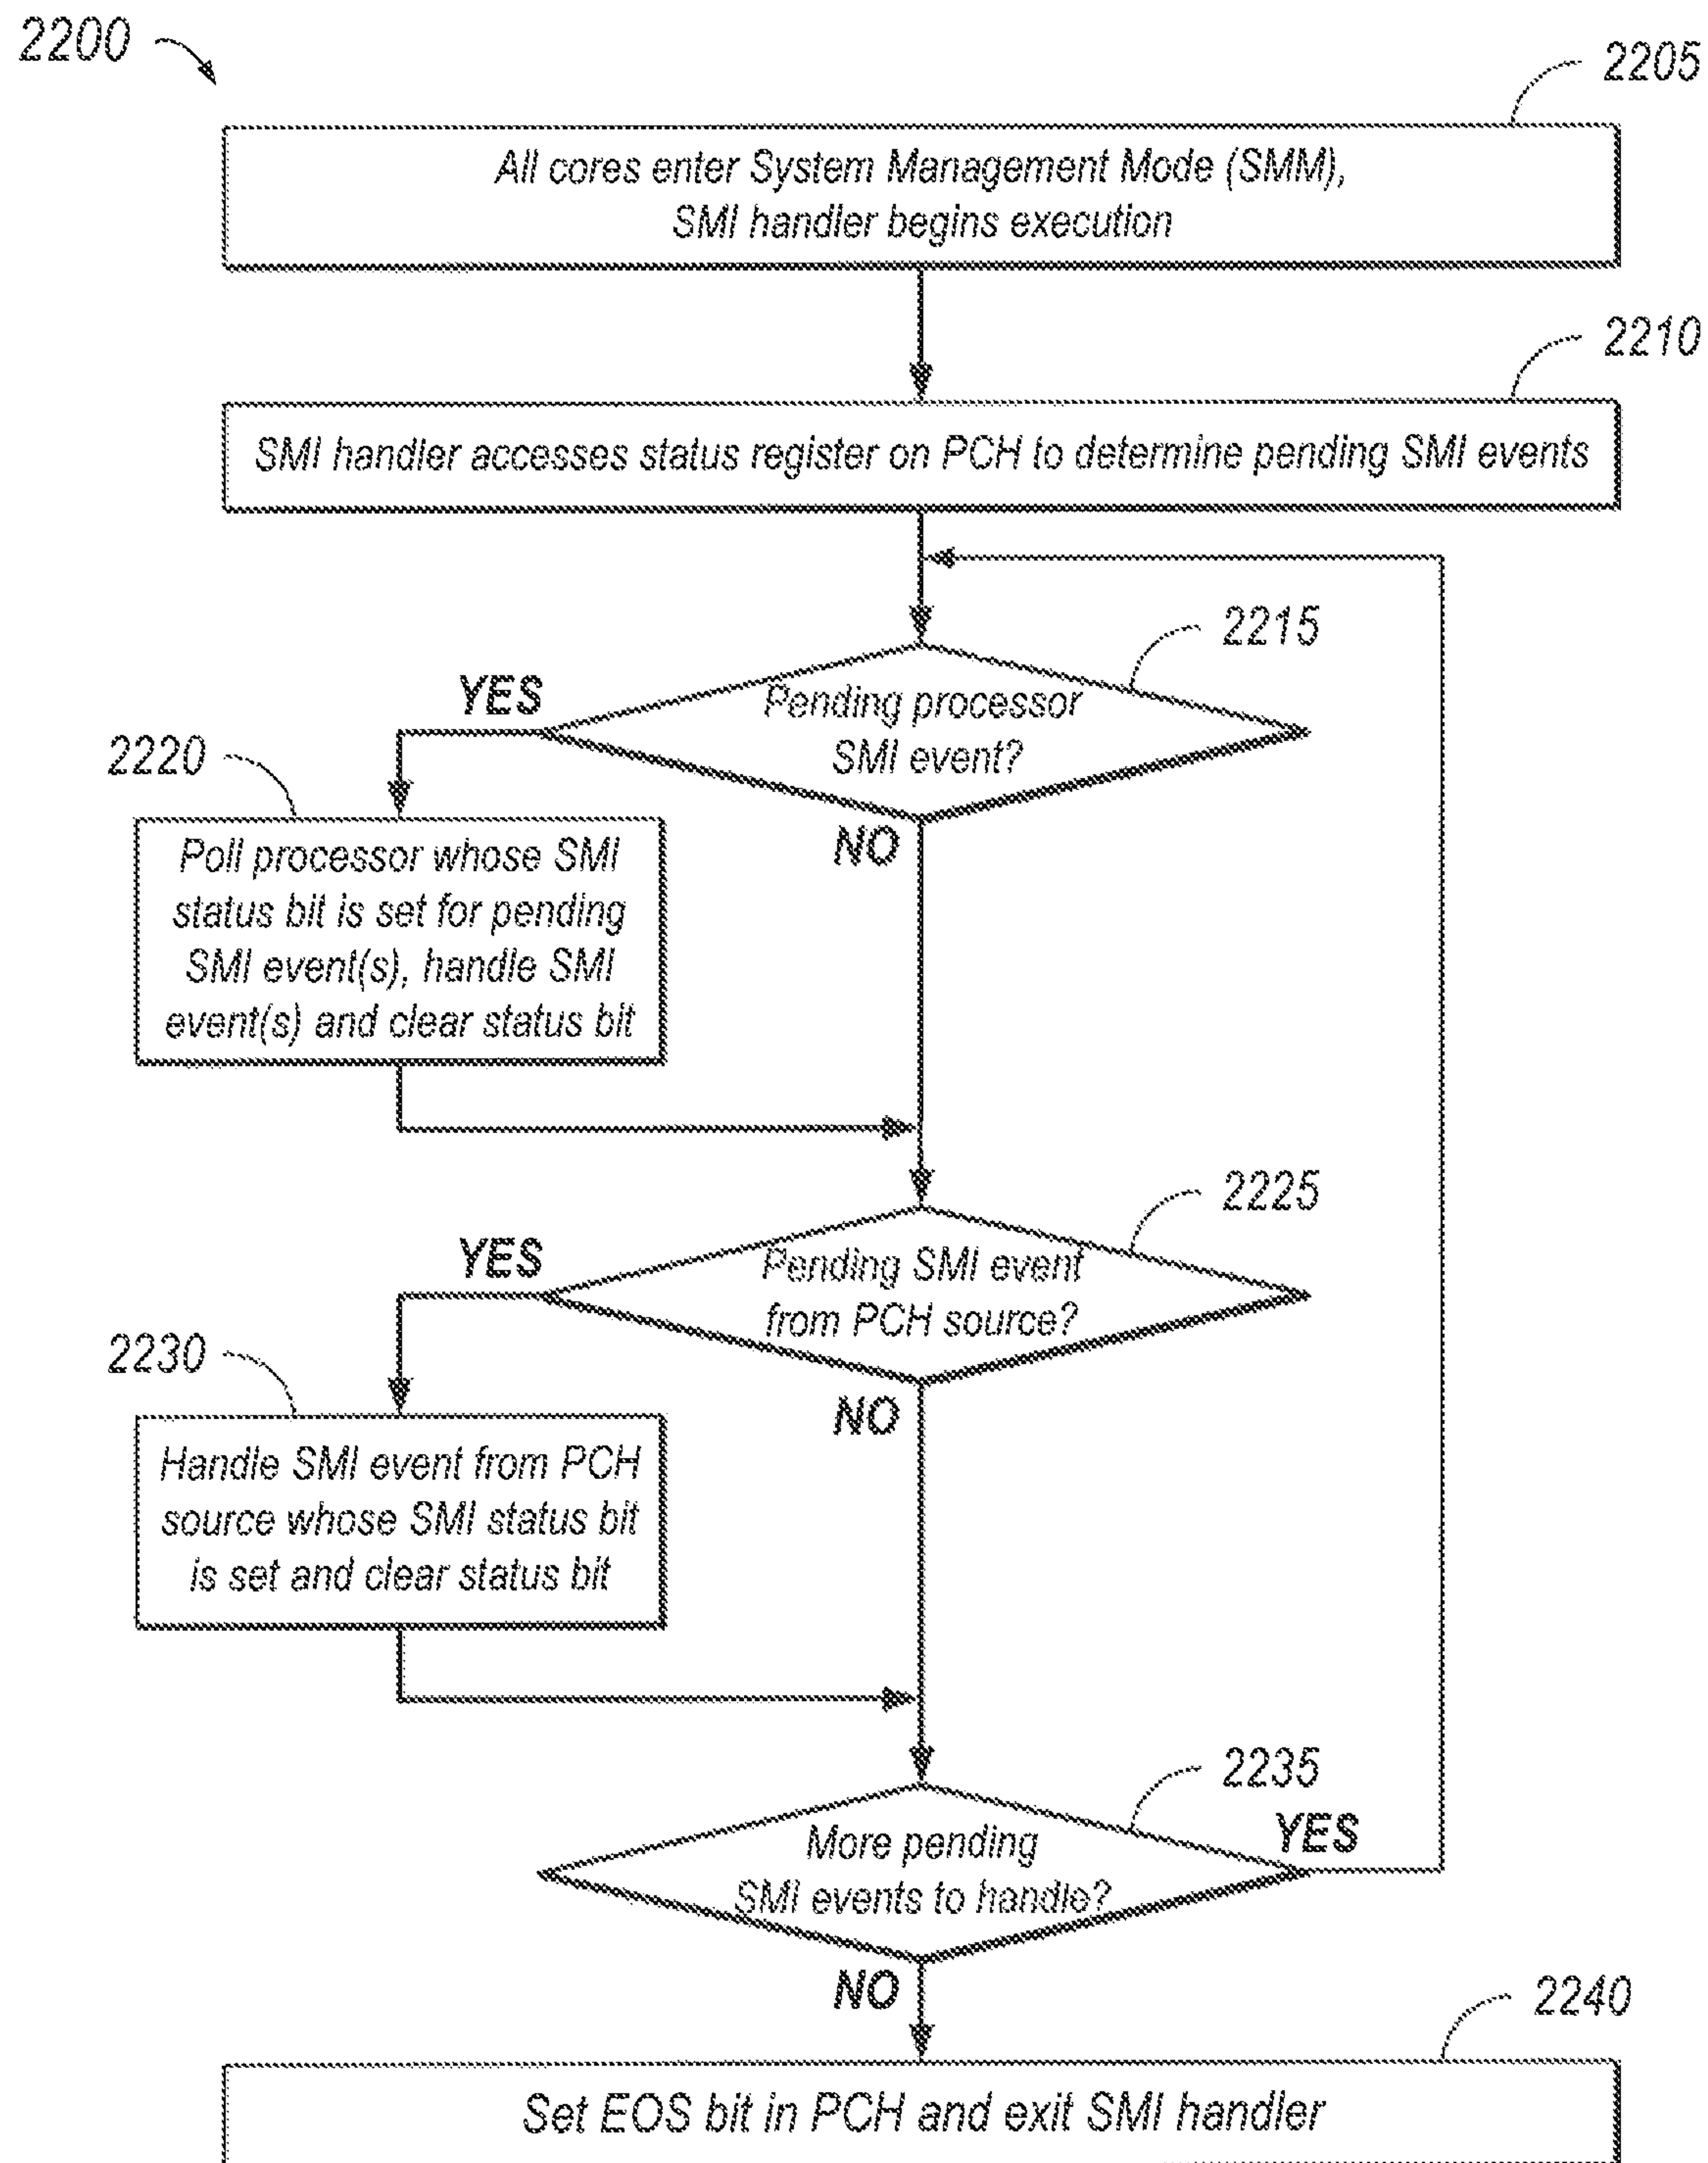 2200
2205
All cores enter System Management Mode (SMM),
SMI handler begins execution
2210
SMI handler accesses status register on PCH to determine pending SMI events
2215
Pending processor
SMI event?
YES
NO
2220
Poll processor whose SMI
status bit is set for pending
SMI event(s), handle SMI
event(s) and clear status bit
2225
Pending SMI event
from PCH source?
YES
NO
2230
Handle SMI event from PCH
source whose SMI status bit
is set and clear status bit
2235
More pending
SMI events to handle?
YES
NO
2240
Set EOS bit in PCH and exit SMI handler